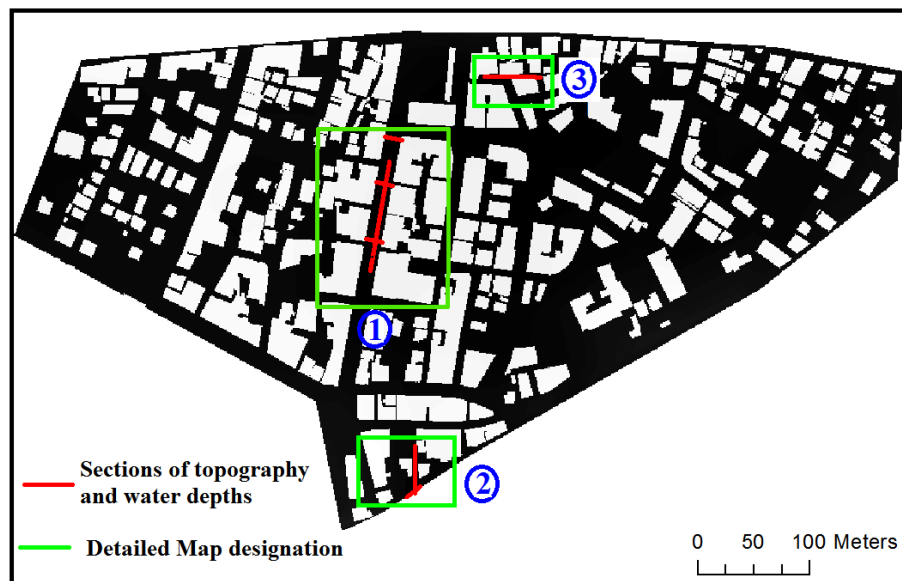 3
1
2
Sections of topography
and water depths
Detailed Map designation
0 50 100 Meters